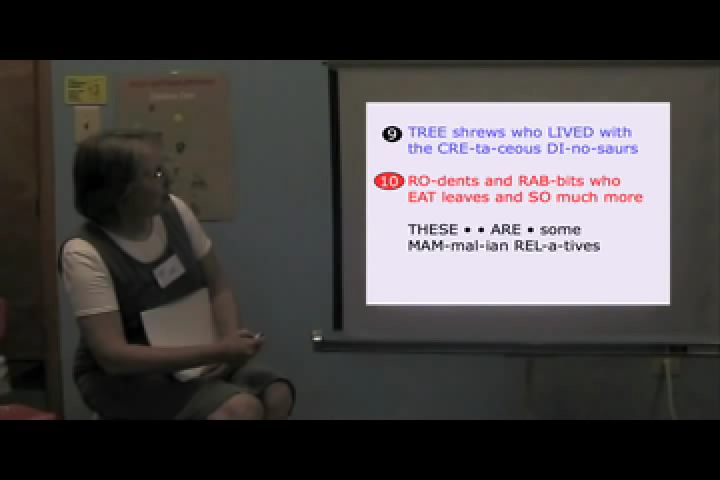 9 TREE shrews who LIVED with
the CRE-ta-ceous DI-no-saurs
10 RO-dents and RAB-bits who
EAT leaves and SO much more
THESE • • ARE • some
MAM-mal-ian REL-a-tives